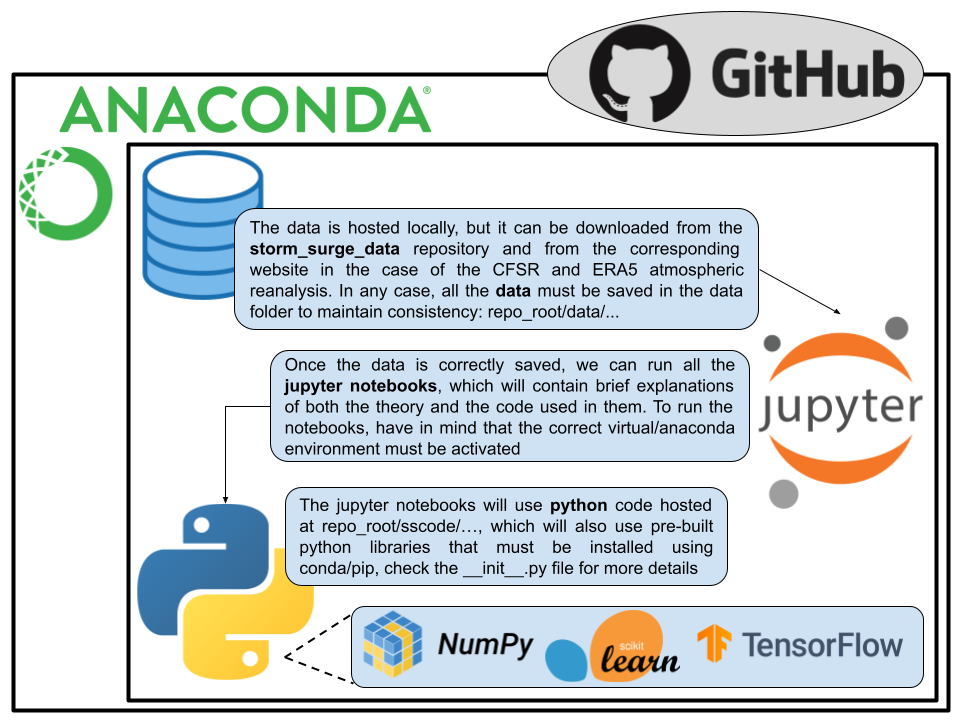 GitHub
ANACONDA®
The data is hosted locally, but it can be downloaded from the
storm_surge_data repository and from the corresponding
website in the case of the CFSR and ERA5 atmospheric
reanalysis. In any case, all the data must be saved in the data
folder to maintain consistency: repo_root/data/...
Once the data is correctly saved, we can run all the
jupyter notebooks, which will contain brief explanations
of both the theory and the code used in them. To run the
notebooks, have in mind that the correct virtual/anaconda
environment must be activated
jupyter
The jupyter notebooks will use python code hosted
at repo_root/sscode/…, which will also use pre-built
python libraries that must be installed using
conda/pip, check the __init__.py file for more details
NumPy
scikit
learn
TensorFlow